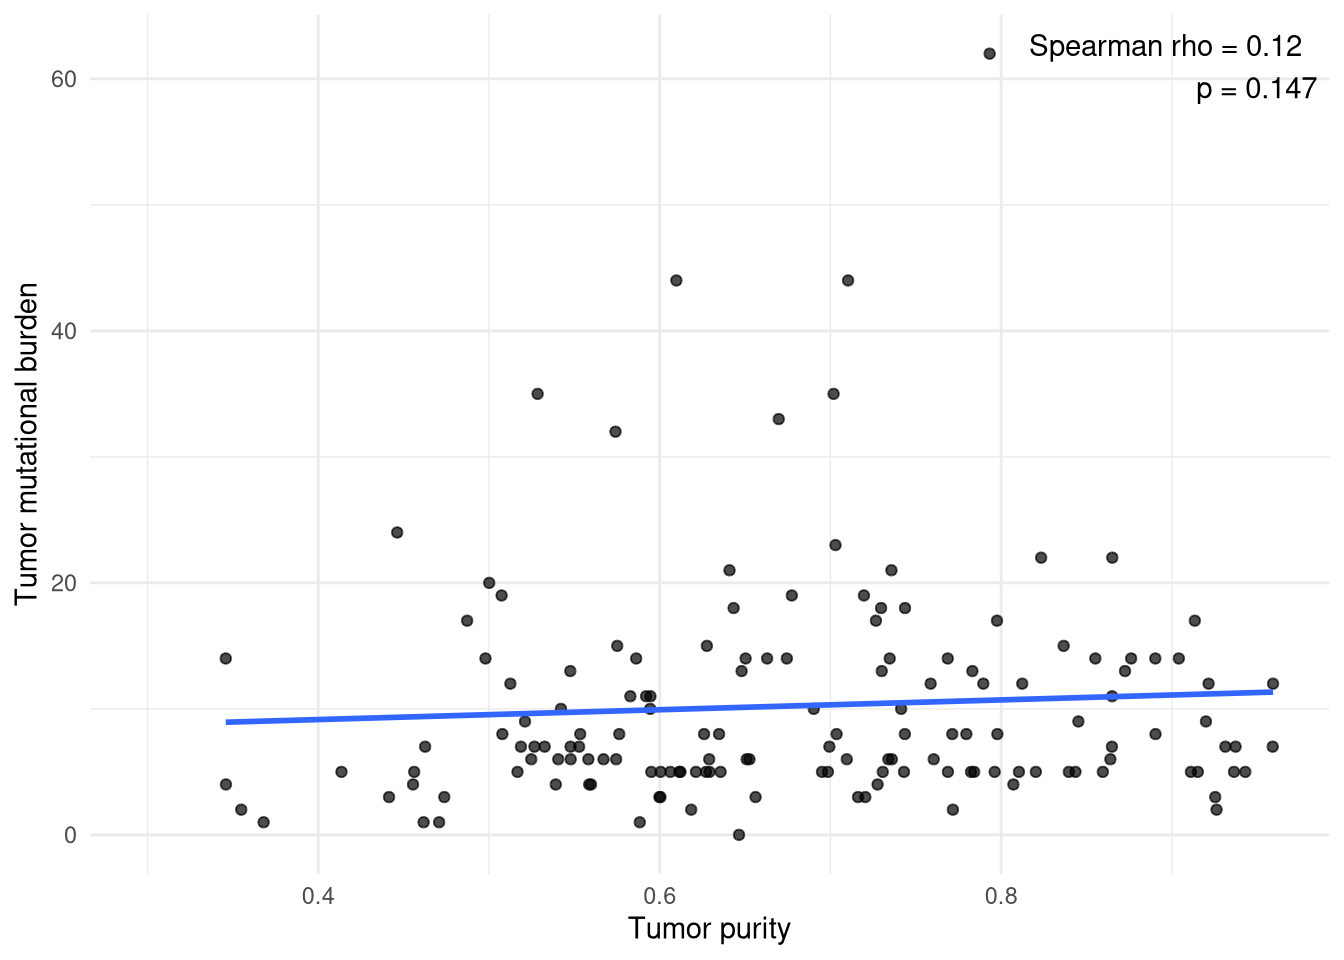 Spearman rho = 0.12
p = 0.147
60
40
20
0
Tumor mutational burden
0.4
0.6
0.8
Tumor purity